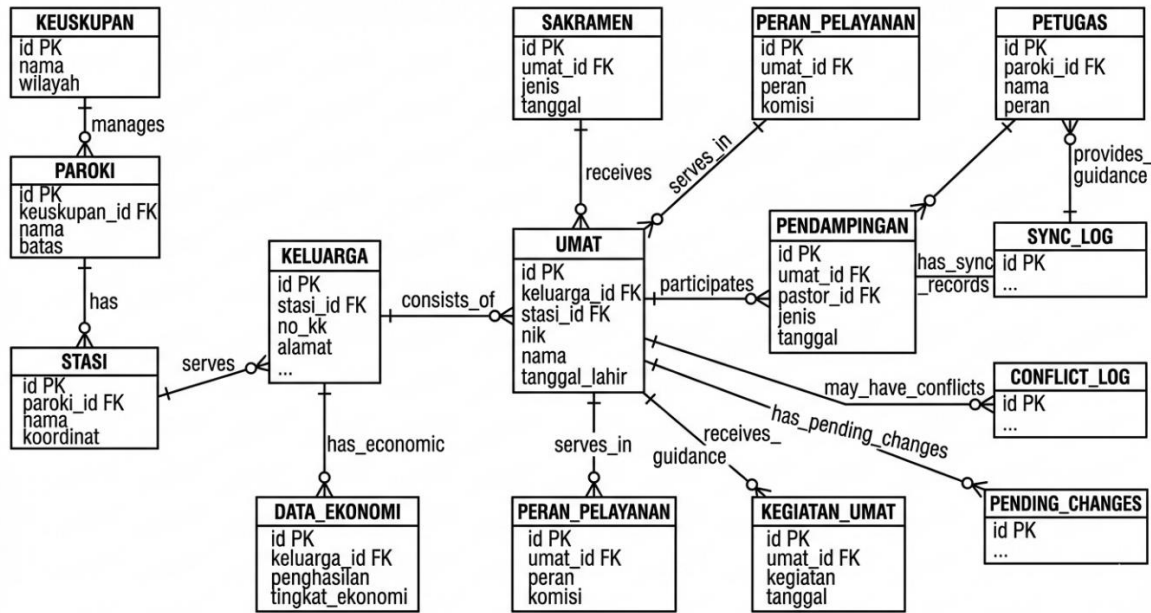 KEUSKUPAN
id PK
nama
wilayah
manages
PAROKI
id PK
keuskupan_id FK
nama
batas
has
STASI
id PK
paroki_id FK
nama
koordinat
serves
KELUARGA
id PK
stasi_id FK
no_kk
alamat
...
has_economic
DATA_EKONOMI
id PK
keluarga_id FK
penghasilan
tingkat_ekonomi
consists_of
SAKRAMEN
id PK
umat_id FK
jenis
tanggal
receives
UMAT
id PK
keluarga_id FK
stasi_id FK
nik
nama
tanggal_lahir
serves_in
PERAN_PELAYANAN
id PK
umat_id FK
peran
komisi
PERAN_PELAYANAN
id PK
umat_id FK
peran
komisi
serves_in
participates
PENDAMPINGAN
id PK
umat_id FK
pastor_id FK
jenis
tanggal
receives_
guidance
KEGIATAN_UMAT
id PK
umat_id FK
kegiatan
tanggal
PETUGAS
id PK
paroki_id FK
nama
peran
provides_
guidance
SYNC_LOG
id PK
...
has_sync
_records
may_have_conflicts
CONFLICT_LOG
id PK
...
has_pending_changes
PENDING_CHANGES
id PK
...